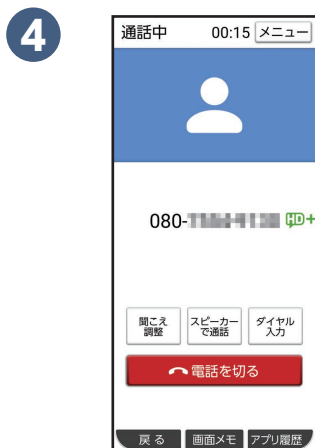 4
通話中 00:15 メニュー
080- HD+
聞こえ
調整
スピーカー
で通話
ダイヤル
入力
電話を切る
戻る 画面メモ アプリ履歴